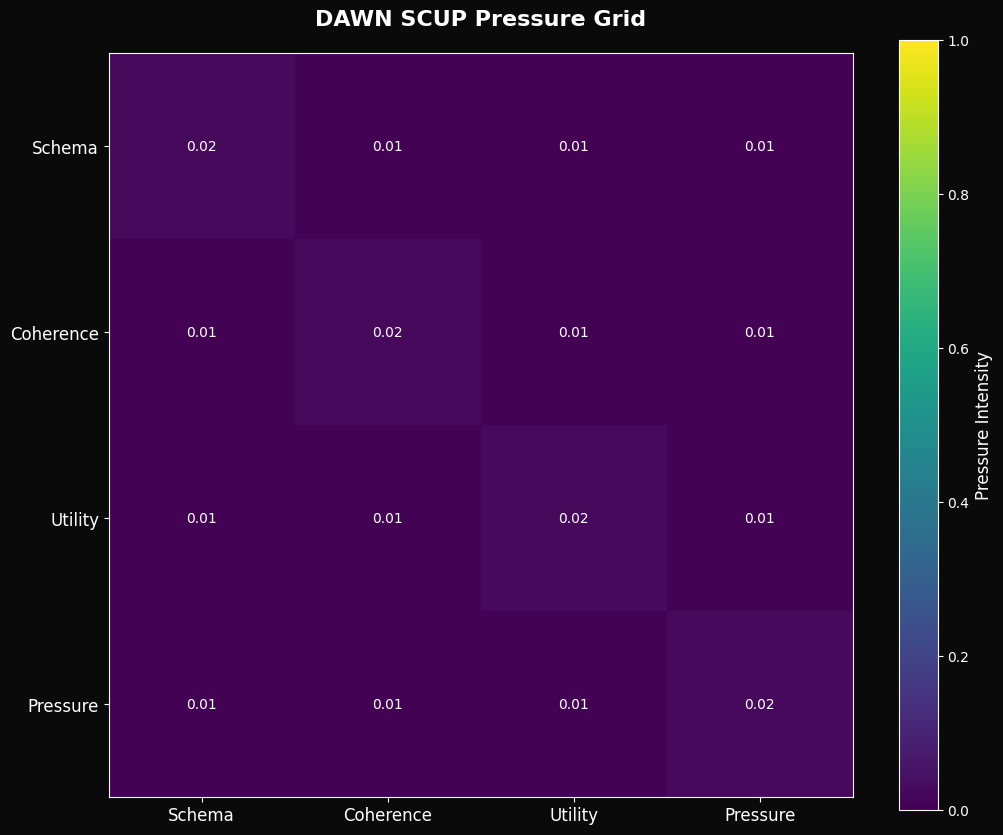 DAWN SCUP Pressure Grid
1.0
Schema 0.02 0.01 0.01 0.01
0.8
Coherence 0.01 0.02 0.01 0.01
0.6
Pressure Intensity
0.4
Utility 0.01 0.01 0.02 0.01
0.2
Pressure 0.01 0.01 0.01 0.02
0.0
Schema Coherence Utility Pressure